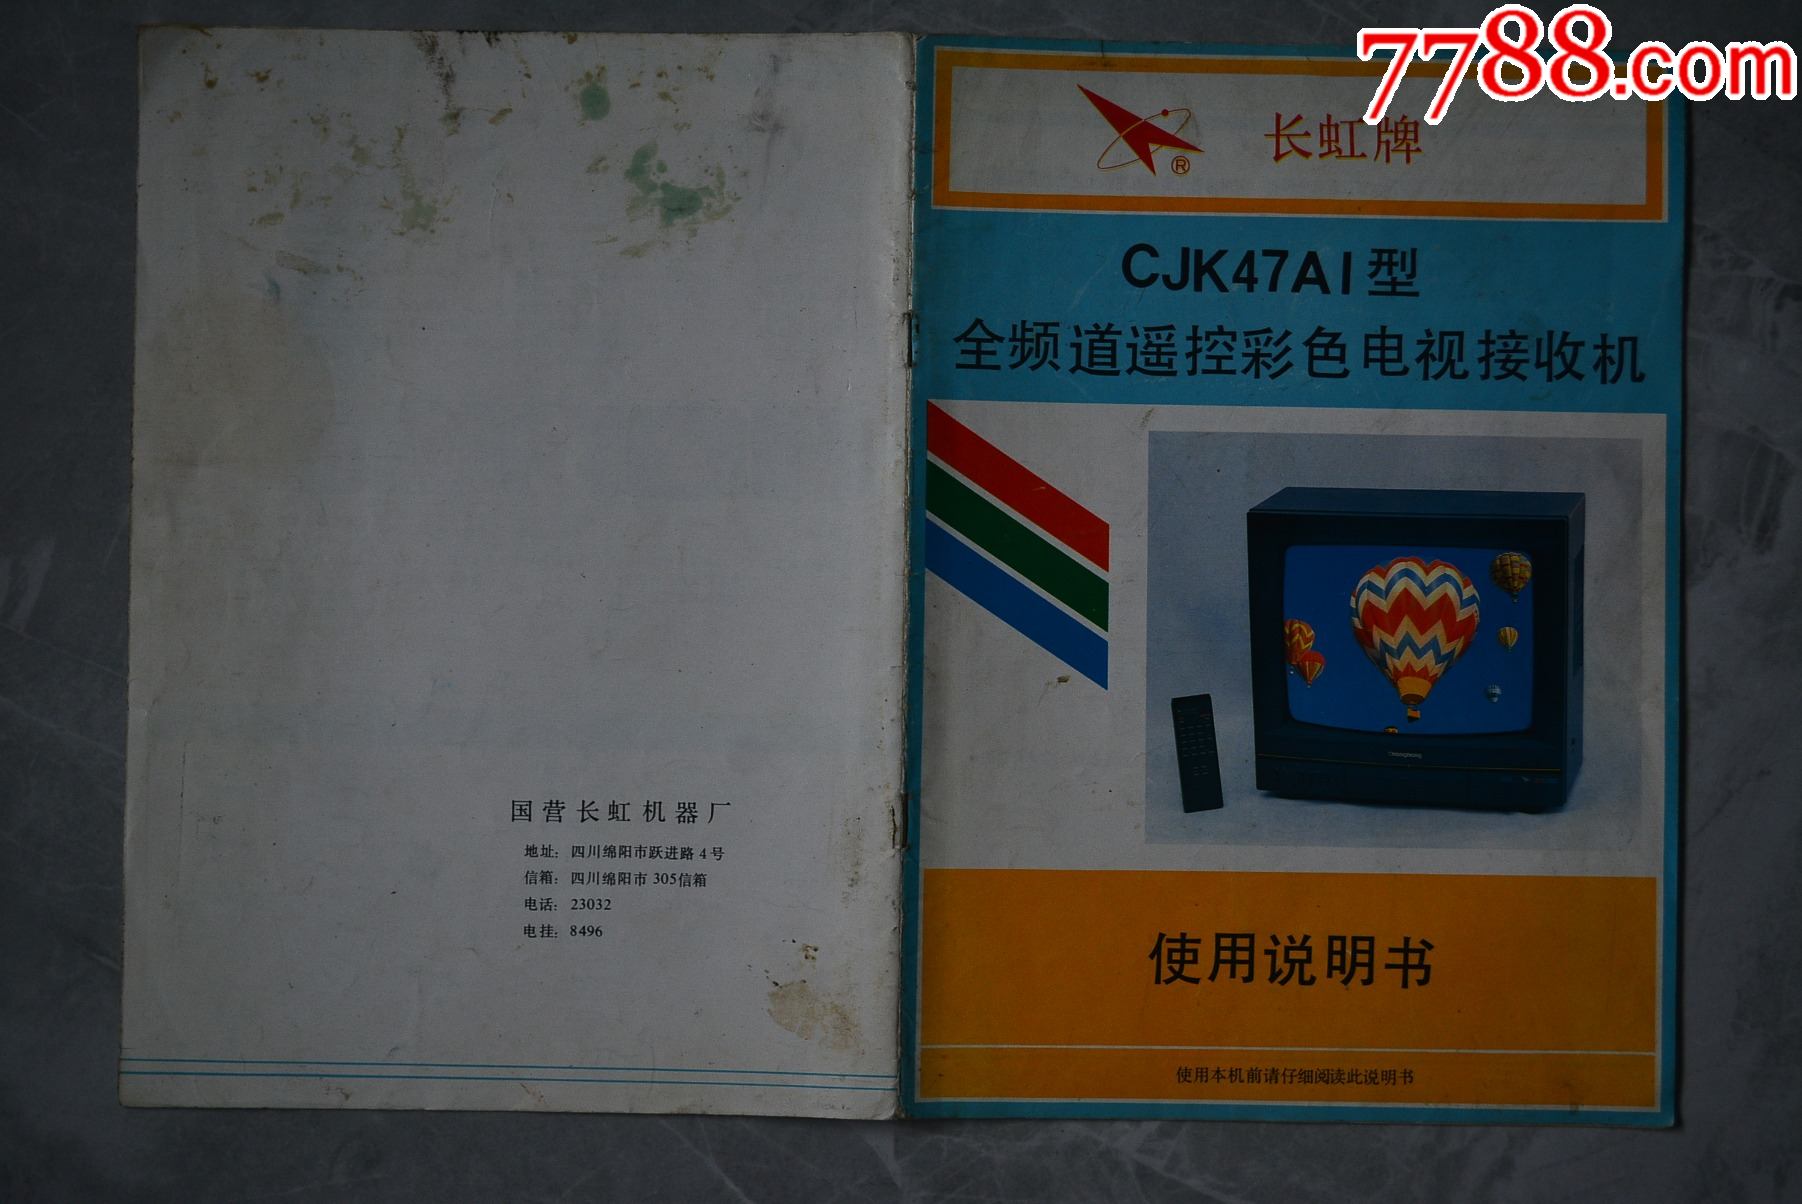 7788.com
长虹牌
®
CJK47A1型
全频道遥控彩色电视接收机
Changhong
使用说明书
使用本机前请仔细阅读此说明书
国营长虹机器厂
地址：四川绵阳市跃进路4号
信箱：四川绵阳市305信箱
电话：23032
电挂：8496